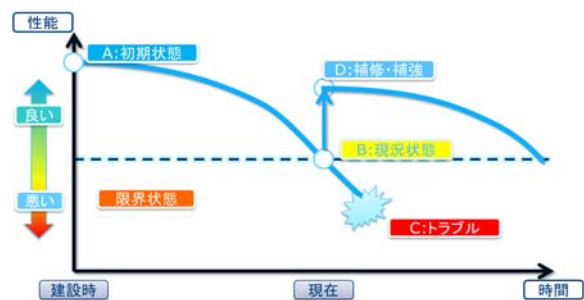 性能
A:初期状態
D:補修・補強
良い
B:現況状態
悪い
限界状態
C:トラブル
建設時
現在
時間